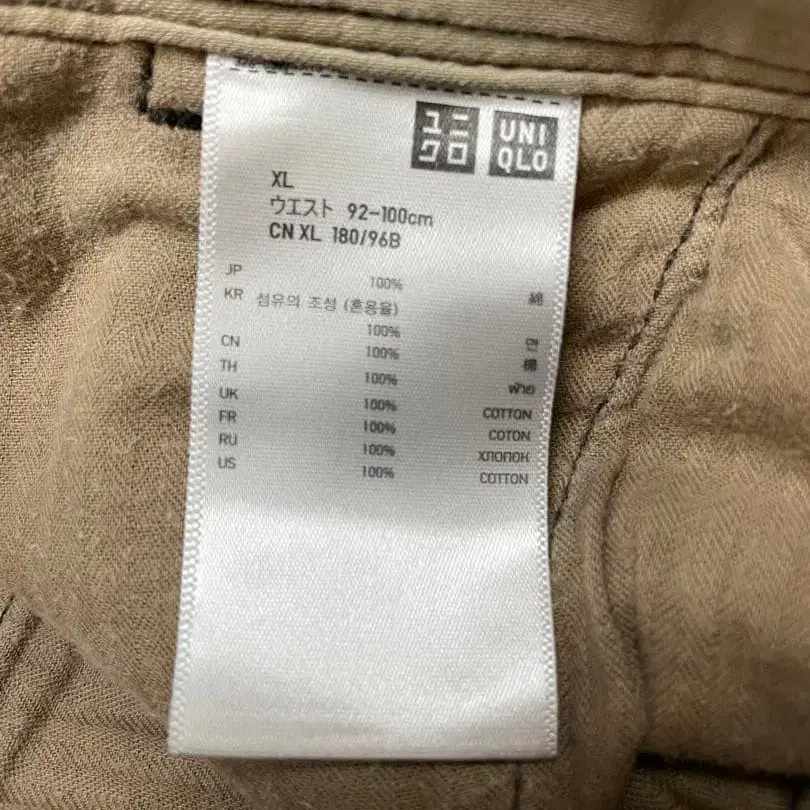 ユニ
クロ
UNI
QLO
XL
ウエスト 92-100cm
CN XL 180/96B
JP 100% 綿
KR 섬유의 조성 (혼용율)
100% 면
CN 100% 棉
TH 100% ฝ้าย
UK 100% COTTON
FR 100% COTON
RU 100% ХЛОПОК
US 100% COTTON